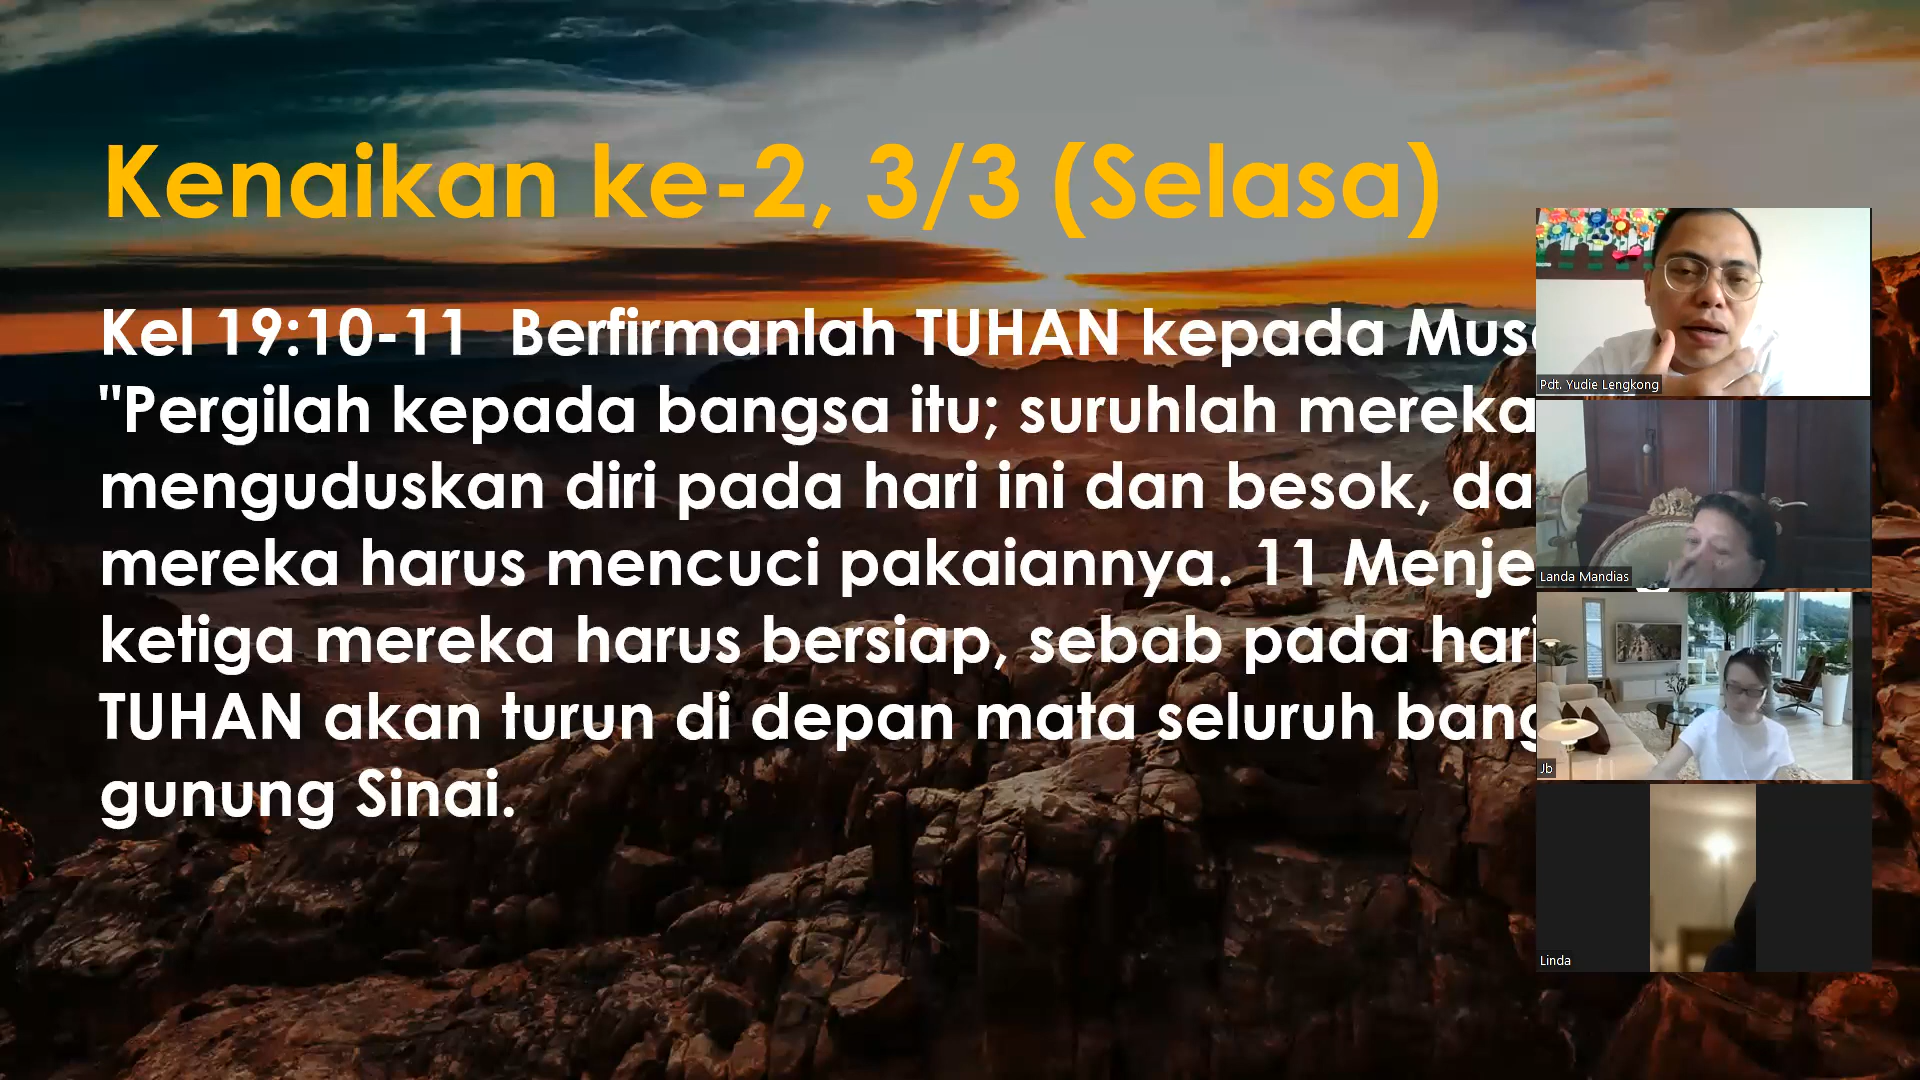 Kenaikan ke-2, 3/3 (Selasa)
Kel 19:10-11 Berfirmanlah TUHAN kepada
"Pergilah kepada bangsa itu; suruhlah mereka
menguduskan diri pada hari ini dan besok,
mereka harus mencuci pakaiannya. 11
ketiga mereka harus bersiap, sebab pada hari
TUHAN akan turun di depan mata seluruh
gunung Sinai.
Pdt. Yudie Lengkong
Landa Mandias
Jb
Linda